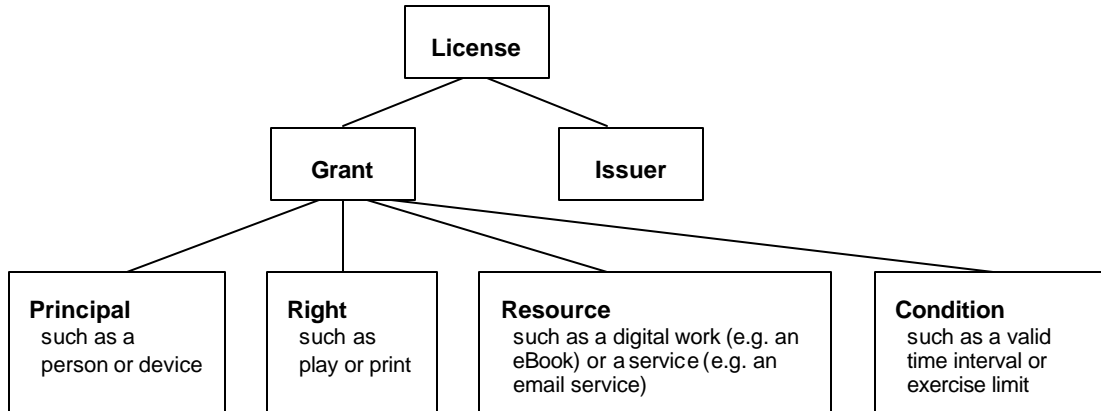 License
Grant
Issuer
Principal
such as a
person or device
Right
such as
play or print
Resource
such as a digital work (e.g. an
eBook) or a service (e.g. an
email service)
Condition
such as a valid
time interval or
exercise limit